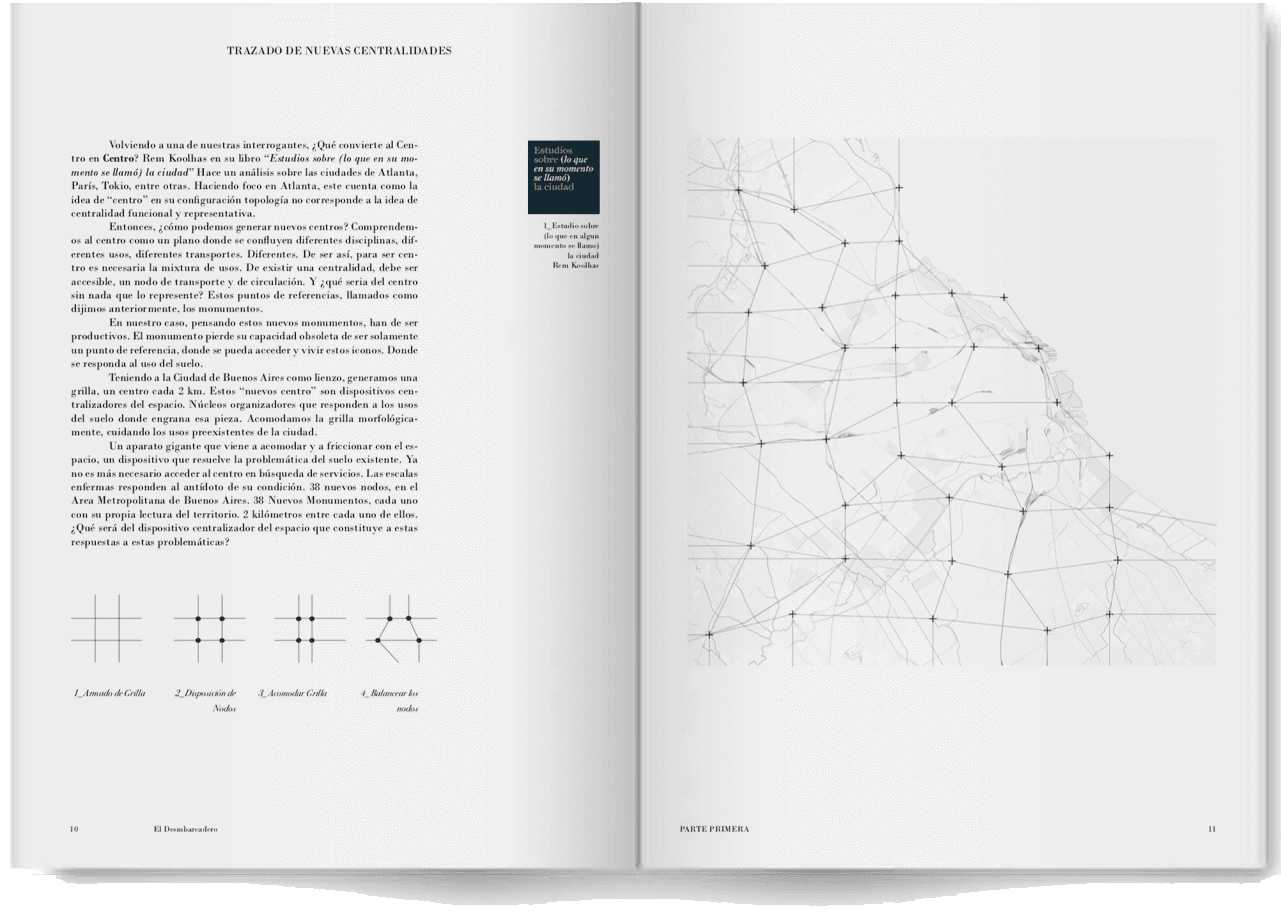 TRAZADO DE NUEVAS CENTRALIDADES
Volviendo a una de nuestras interrogantes, ¿Qué convierte al Cen-
tro en Centro? Rem Koolhas en su libro “Estudios sobre (lo que en su mo-
mento se llamó) la ciudad” Hace un análisis sobre las ciudades de Atlanta,
París, Tokio, entre otras. Haciendo foco en Atlanta, este cuenta como la
idea de “centro” en su configuración topología no corresponde a la idea de
centralidad funcional y representativa.
Entonces, ¿cómo podemos generar nuevos centros? Comprendem-
os al centro como un plano donde se confluyen diferentes disciplinas, dif-
erentes usos, diferentes transportes. Diferentes. De ser así, para ser cen-
tro es necesaria la mixtura de usos. De existir una centralidad, debe ser
accesible, un nodo de transporte y de circulación. Y ¿qué seria del centro
sin nada que lo represente? Estos puntos de referencias, llamados como
dijimos anteriormente, los monumentos.
En nuestro caso, pensando estos nuevos monumentos, han de ser
productivos. El monumento pierde su capacidad obsoleta de ser solamente
un punto de referencia, donde se pueda acceder y vivir estos iconos. Donde
se responda al uso del suelo.
Teniendo a la Ciudad de Buenos Aires como lienzo, generamos una
grilla, un centro cada 2 km. Estos “nuevos centro” son dispositivos cen-
tralizadores del espacio. Núcleos organizadores que responden a los usos
del suelo donde engrana esa pieza. Acomodamos la grilla morfológica-
mente, cuidando los usos preexistentes de la ciudad.
Un aparato gigante que viene a acomodar y a friccionar con el es-
pacio, un dispositivo que resuelve la problemática del suelo existente. Ya
no es más necesario acceder al centro en búsqueda de servicios. Las escalas
enfermas responden al antídoto de su condición. 38 nuevos nodos, en el
Area Metropolitana de Buenos Aires. 38 Nuevos Monumentos, cada uno
con su propia lectura del territorio. 2 kilómetros entre cada uno de ellos.
¿Qué será del dispositivo centralizador del espacio que constituye a estas
respuestas a estas problemáticas?
Estudios
sobre (lo que
en su momento
se llamó)
la ciudad
1_Estudio sobre
(lo que en algun
momento se llamo)
la ciudad
Rem Koolhas
1_Armado de Grilla
2_Disposición de
Nodos
3_Acomodar Grilla
4_Balancear los
nodos
10
El Desmbarcadero
PARTE PRIMERA
11